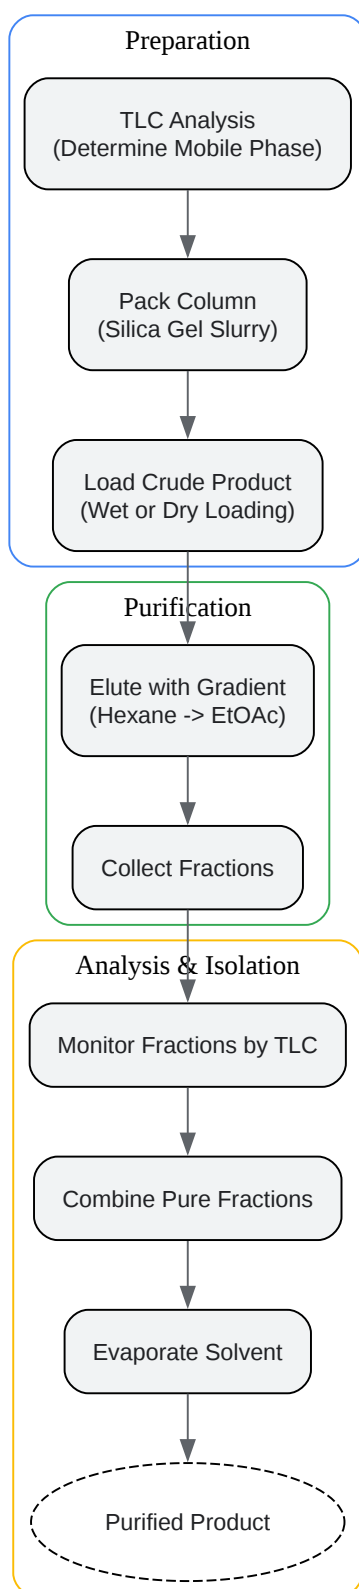 Preparation
TLC Analysis
(Determine Mobile Phase)
Pack Column
(Silica Gel Slurry)
Load Crude Product
(Wet or Dry Loading)
Purification
Elute with Gradient
(Hexane -> EtOAc)
Collect Fractions
Analysis & Isolation
Monitor Fractions by TLC
Combine Pure Fractions
Evaporate Solvent
Purified Product